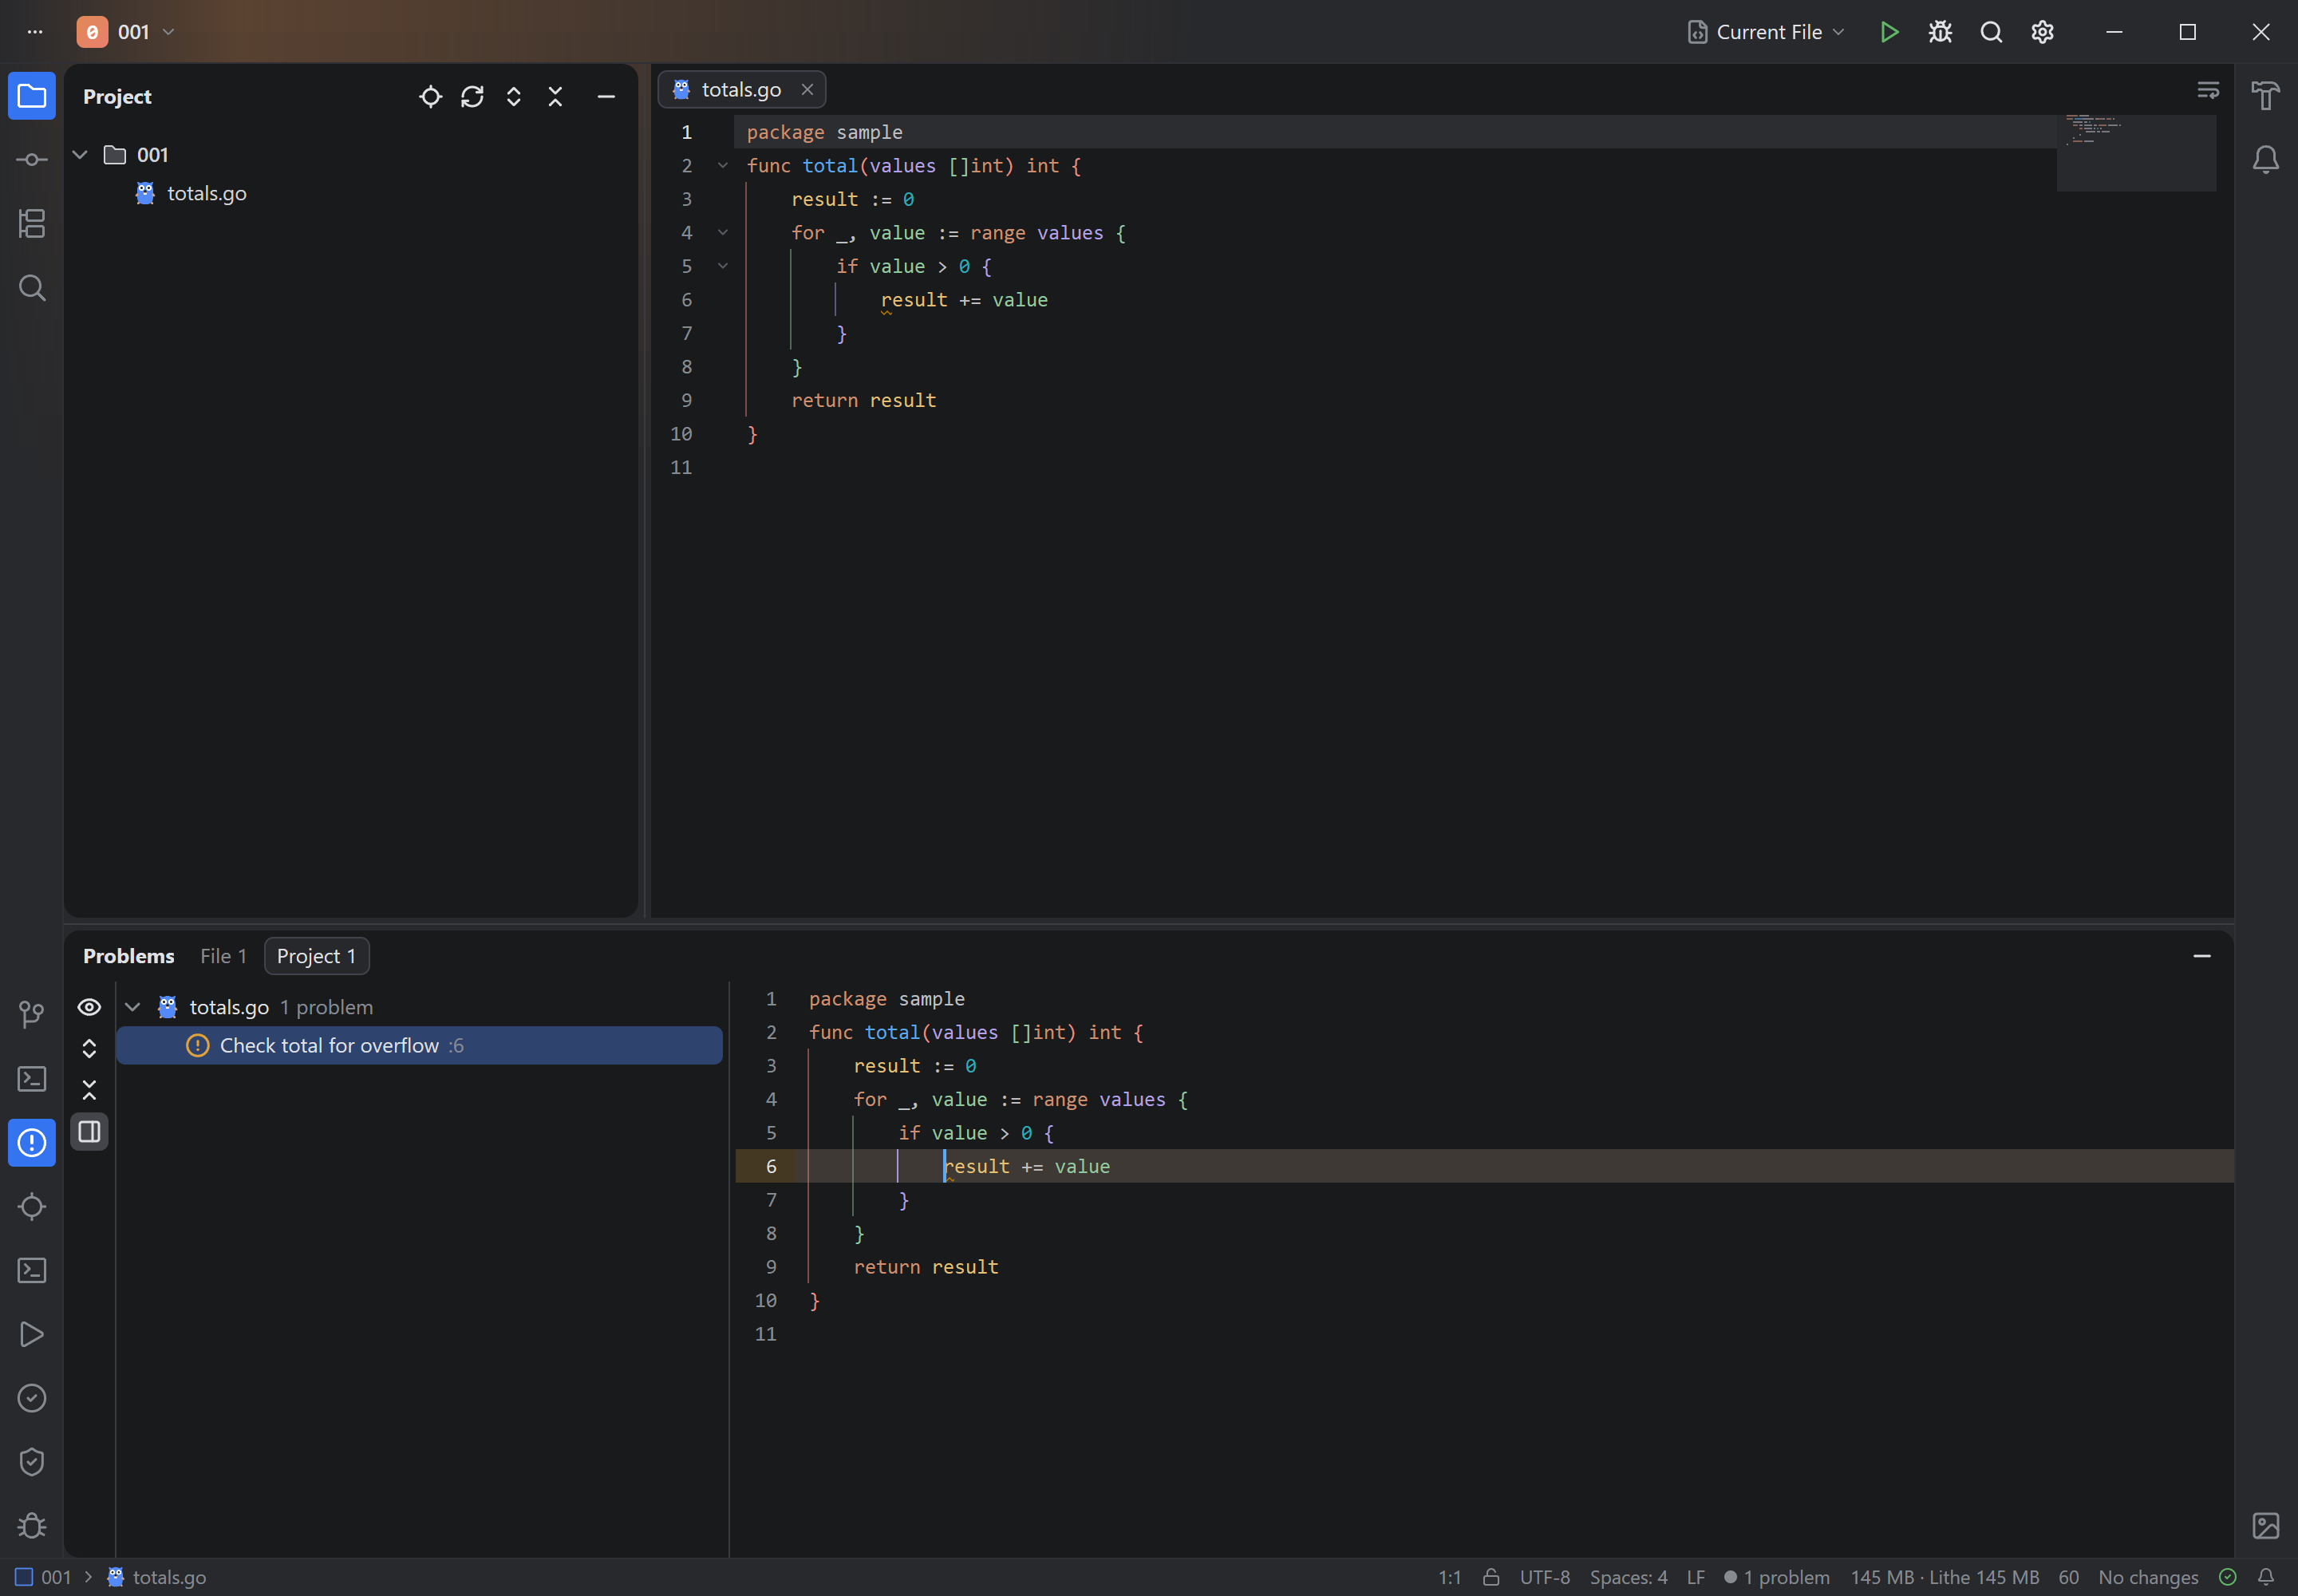 0 001 Current File
Project
001
totals.go
totals.go
1 package sample
2 func total(values []int) int {
3 result := 0
4 for _, value := range values {
5 if value > 0 {
6 result += value
7 }
8 }
9 return result
10 }
11
Problems File 1 Project 1
totals.go 1 problem
Check total for overflow :6
1 package sample
2 func total(values []int) int {
3 result := 0
4 for _, value := range values {
5 if value > 0 {
6 result += value
7 }
8 }
9 return result
10 }
11
001 > totals.go 1:1 UTF-8 Spaces: 4 LF 1 problem 145 MB · Lithe 145 MB 60 No changes